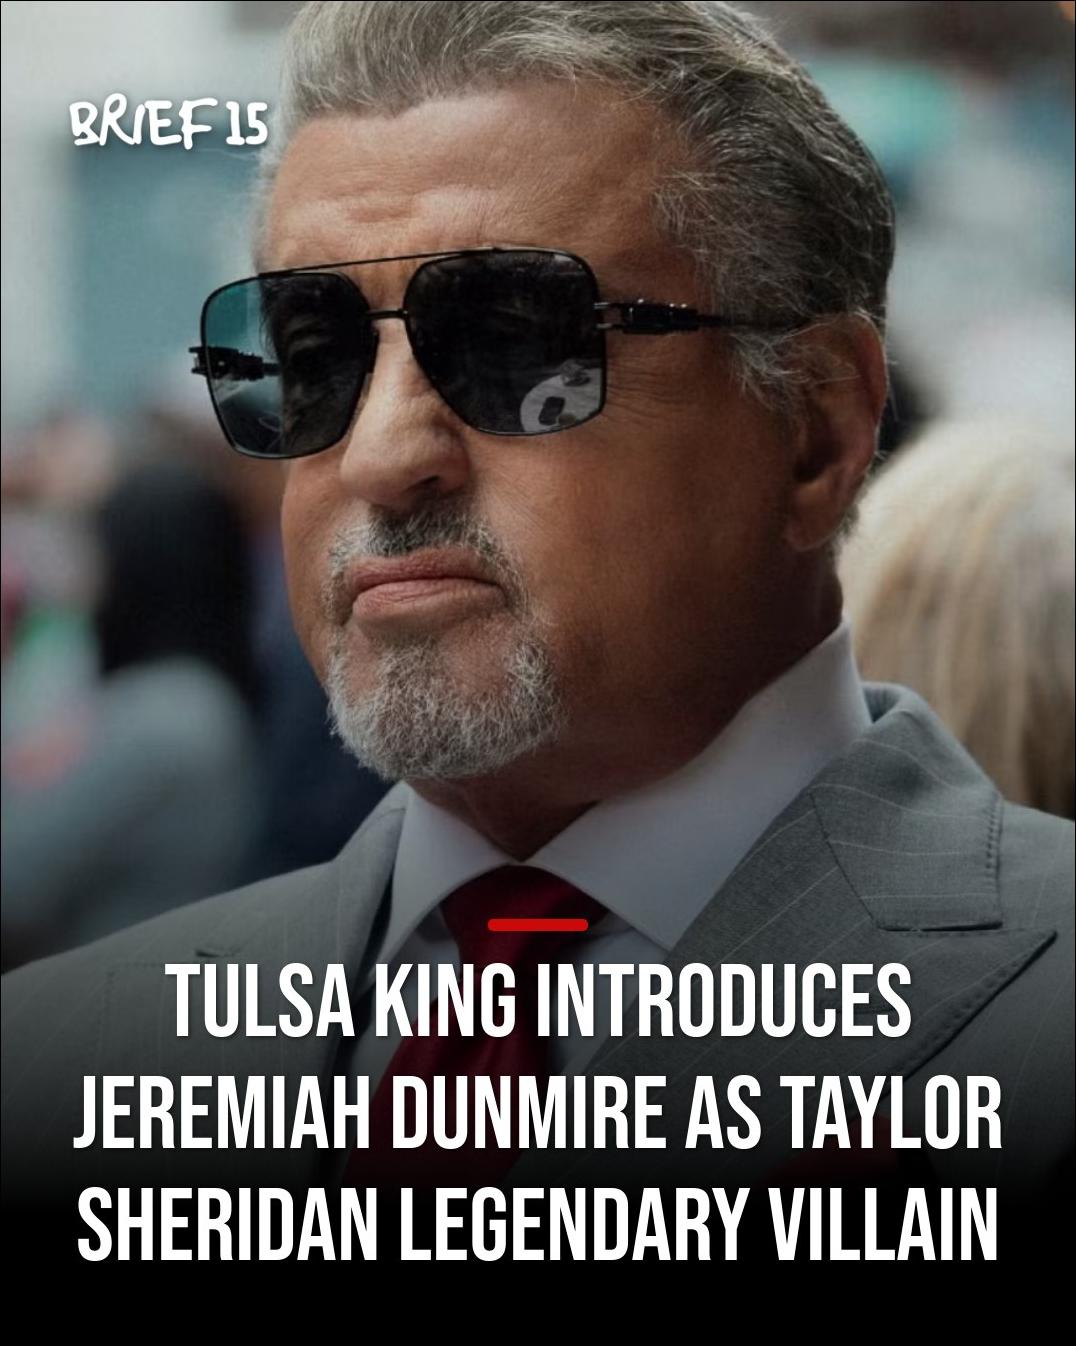 BRIEF 15
TULSA KING INTRODUCES
JEREMIAH DUNMIRE AS TAYLOR
SHERIDAN LEGENDARY VILLAIN